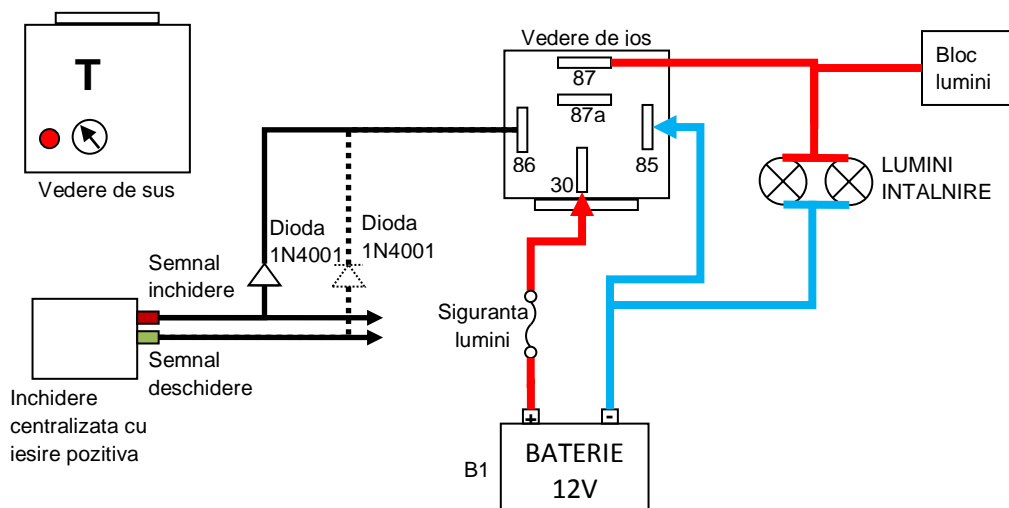 Vedere de jos
T
87
87a
86
85
30
Bloc
lumini
Vedere de sus
LUMINI
INTALNIRE
Dioda
1N4001
Dioda
1N4001
Semnal
inchidere
Siguranta
lumini
Semnal
deschidere
Inchidere
centralizata cu
iesire pozitiva
+
-
B1
BATERIE
12V